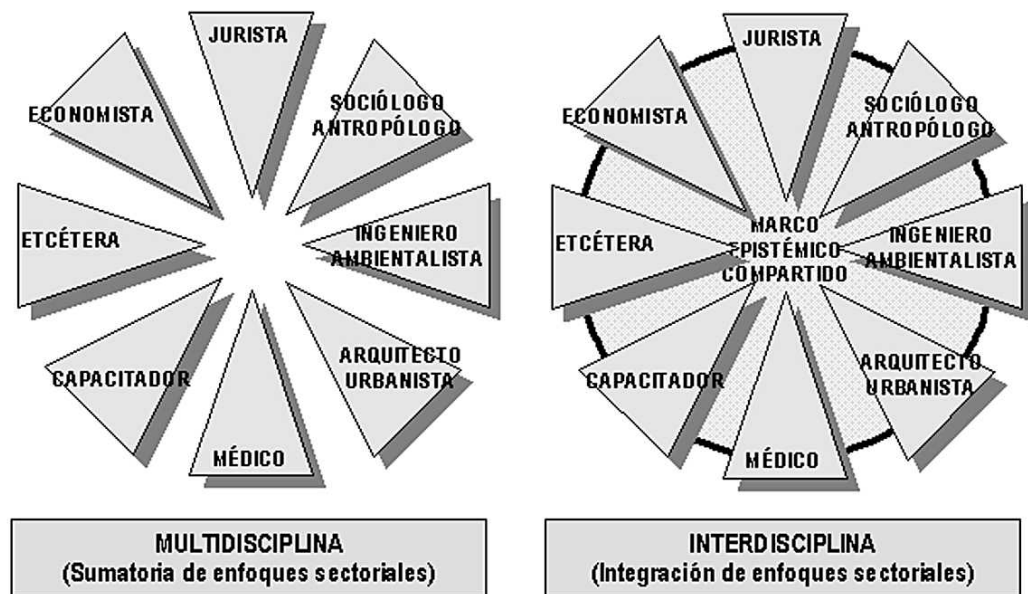 JURISTA
ECONOMISTA
SOCIÓLOGO
ANTROPÓLOGO
ETCÉTERA
INGENIERO
AMBIENTALISTA
CAPACITADOR
ARQUITECTO
URBANISTA
MÉDICO
MULTIDISCIPLINA
(Sumatoria de enfoques sectoriales)
JURISTA
ECONOMISTA
SOCIÓLOGO
ANTROPÓLOGO
ETCÉTERA
MARCO
EPISTÉMICO
COMPARTIDO
INGENIERO
AMBIENTALISTA
CAPACITADOR
ARQUITECTO
URBANISTA
MÉDICO
INTERDISCIPLINA
(Integración de enfoques sectoriales)